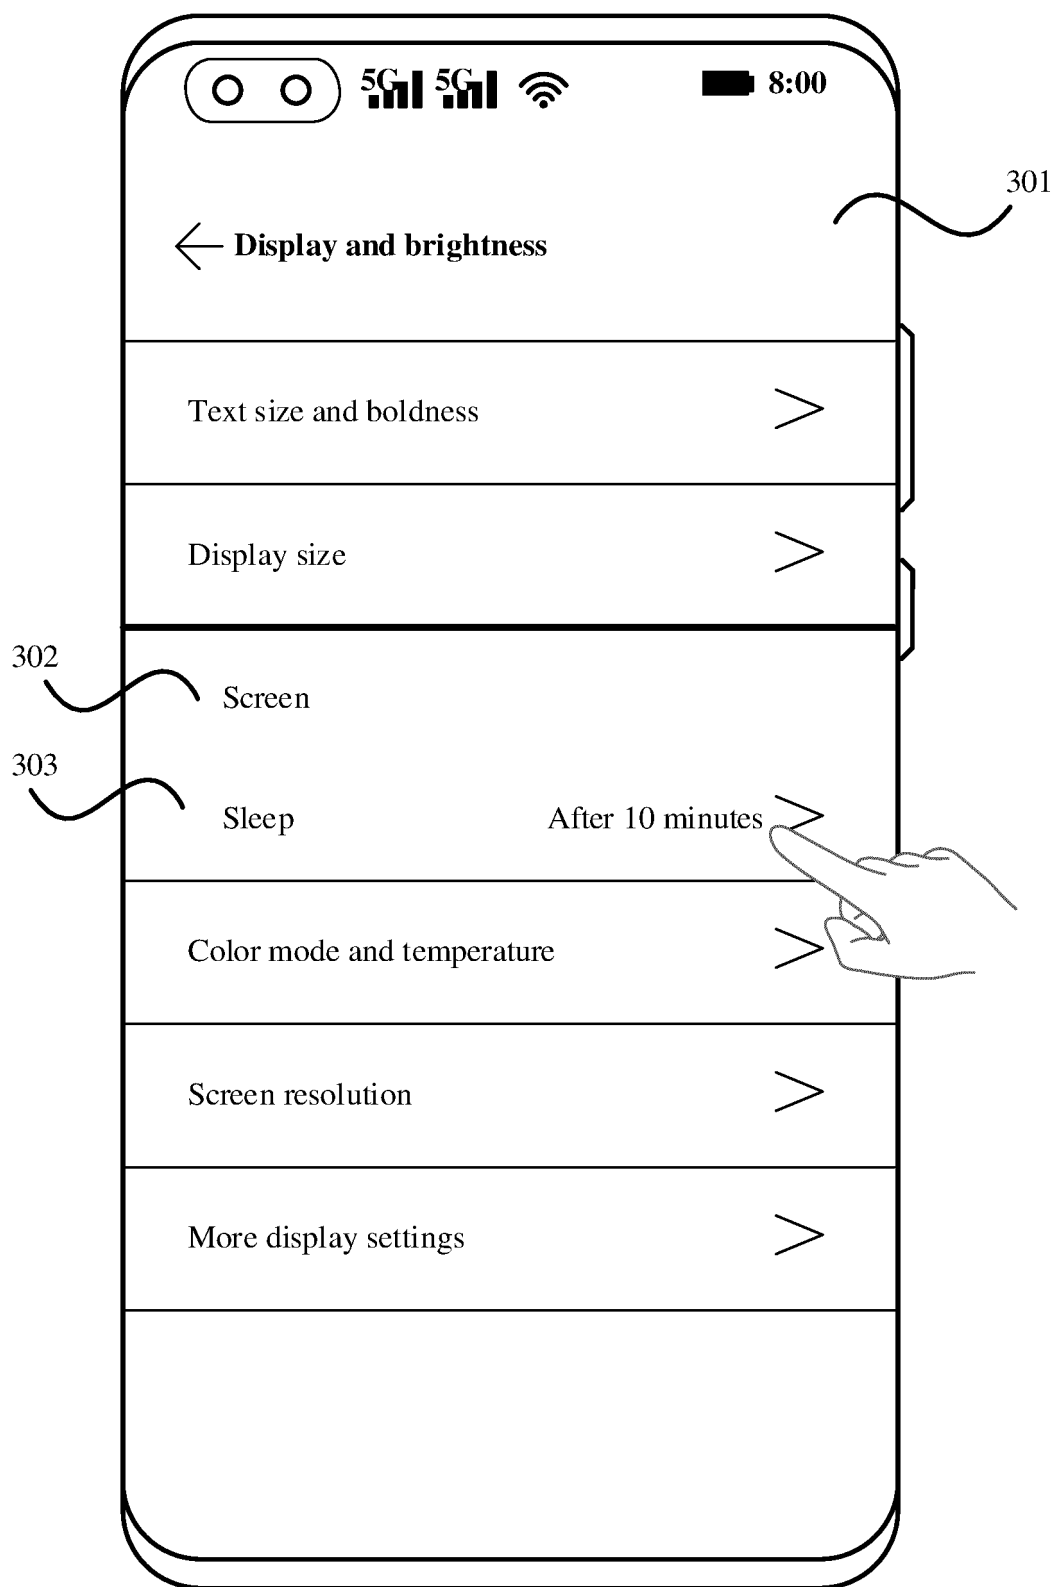 5G 5G 8:00
301
Display and brightness
Text size and boldness
Display size
302
Screen
303
Sleep After 10 minutes
Color mode and temperature
Screen resolution
More display settings